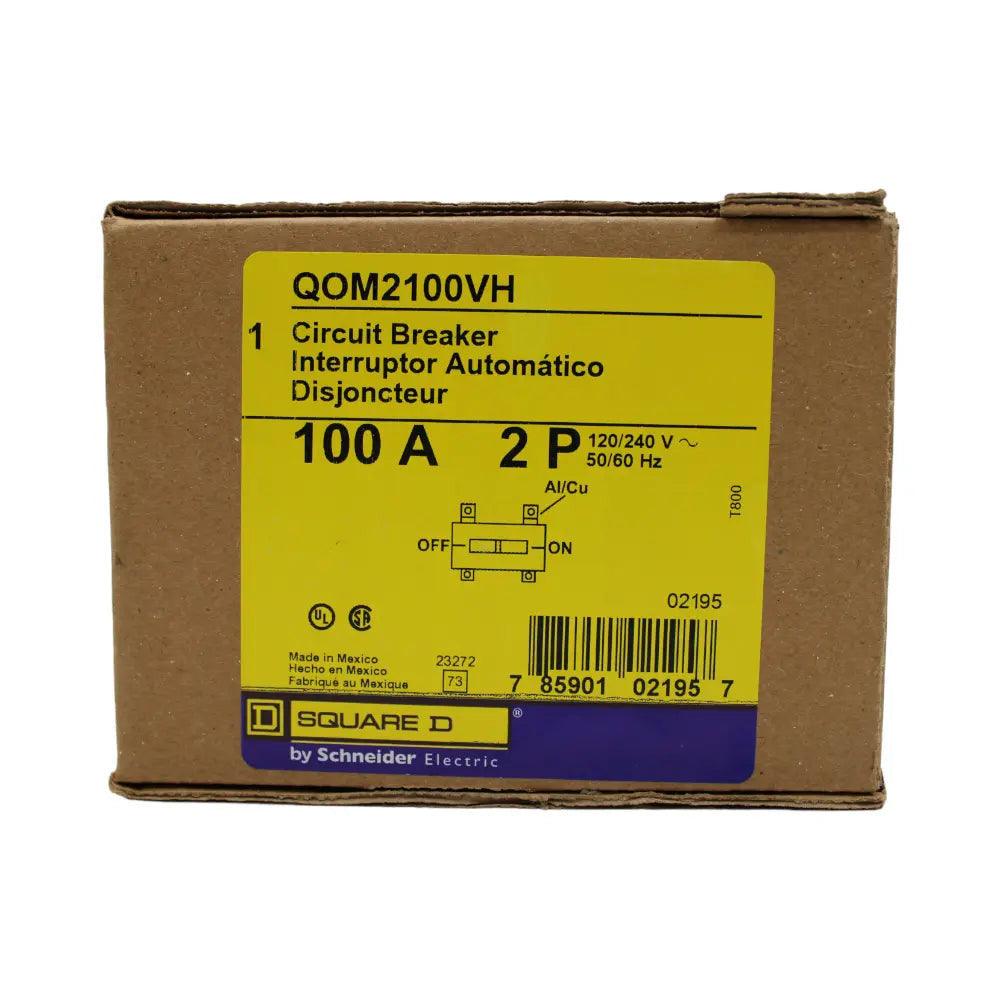 QOM2100VH
1 Circuit Breaker
Interruptor Automático
Disjoncteur
100 A 2 P 120/240 V ~
50/60 Hz
Al/Cu
T800
OFF ON
02195
UL SA
Made in Mexico
Hecho en Mexico
Fabriqué au Mexique
23272
73
7 85901 02195 7
D SQUARE D ®
by Schneider Electric